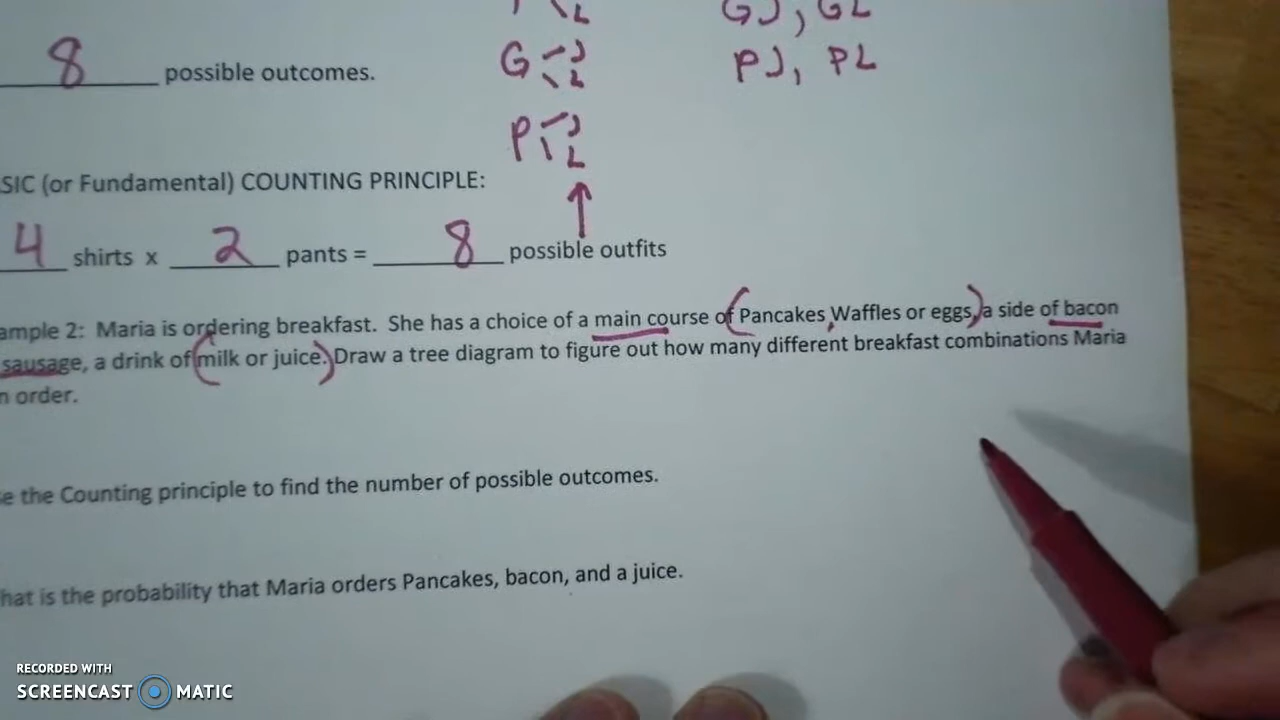 L GJ, GL
8 possible outcomes. G J L PJ, PL
P J L
SIC (or Fundamental) COUNTING PRINCIPLE:
4 shirts x 2 pants = 8 possible outfits
ample 2: Maria is ordering breakfast. She has a choice of a main course of (Pancakes, Waffles or eggs,) a side of bacon
sausage, a drink of (milk or juice.) Draw a tree diagram to figure out how many different breakfast combinations Maria
n order.
e the Counting principle to find the number of possible outcomes.
hat is the probability that Maria orders Pancakes, bacon, and a juice.
RECORDED WITH
SCREENCAST MATIC